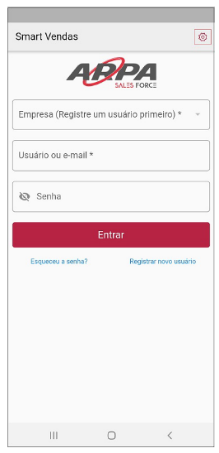 Smart Vendas
ARPA
SALES FORCE
Empresa (Registre um usuário primeiro) *
Usuário ou e-mail *
Senha
Entrar
Esqueceu a senha? Registrar novo usuário